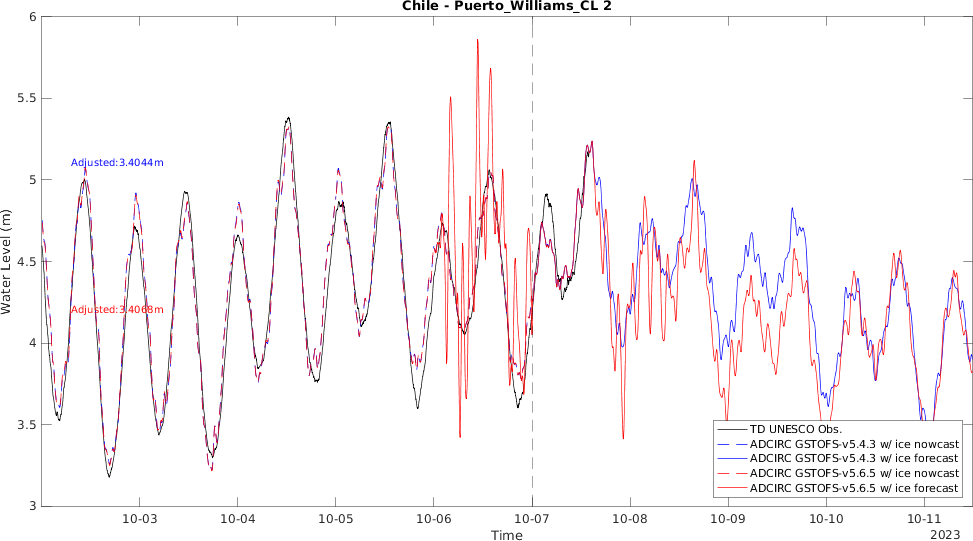 Chile - Puerto_Williams_CL 2
6
5.5
5
4.5
4
3.5
3
Water Level (m)
Adjusted:3.4044m
Adjusted:3.4068m
TD UNESCO Obs.
ADCIRC GSTOFS-v5.4.3 w/ ice nowcast
ADCIRC GSTOFS-v5.4.3 w/ ice forecast
ADCIRC GSTOFS-v5.6.5 w/ ice nowcast
ADCIRC GSTOFS-v5.6.5 w/ ice forecast
10-03 10-04 10-05 10-06 10-07 10-08 10-09 10-10 10-11
Time
2023